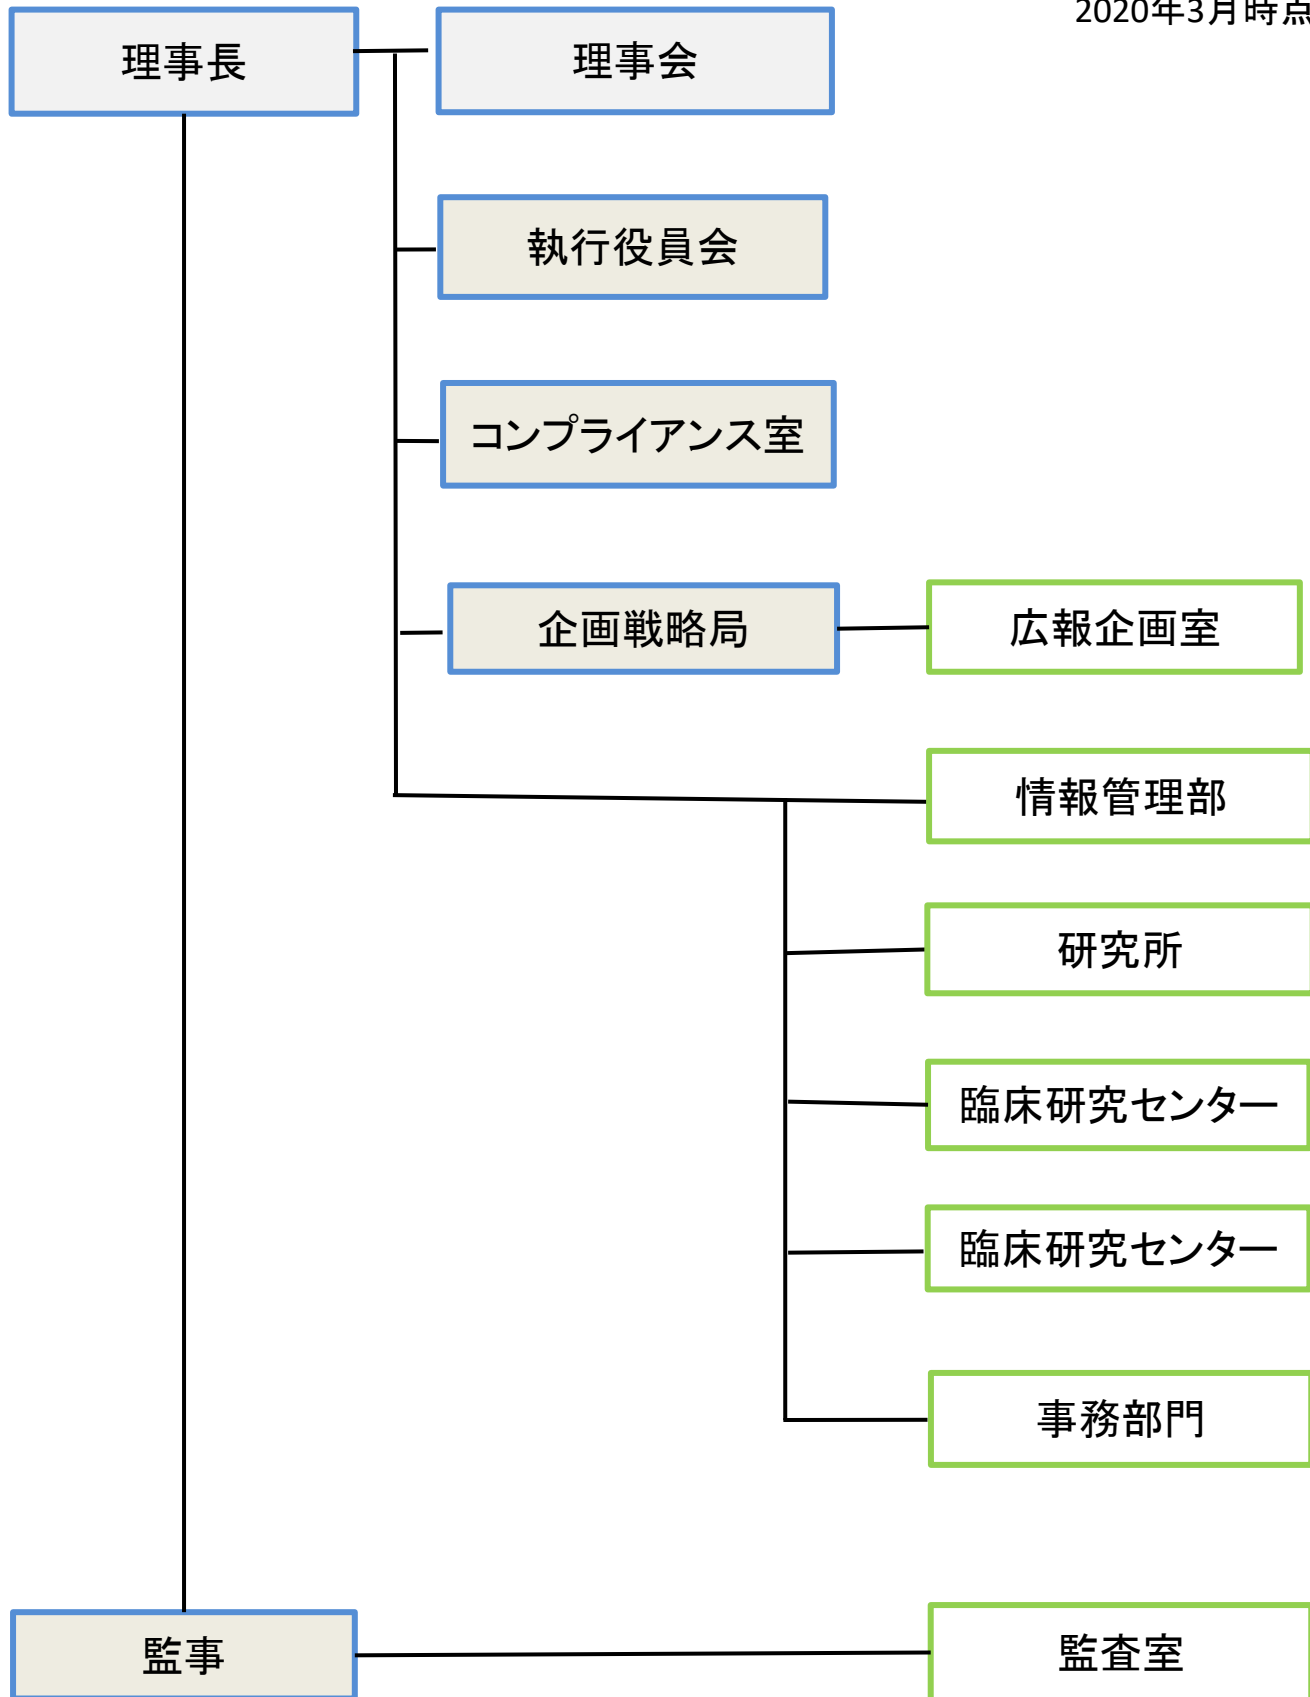 2020年3月時点
理事長
理事会
執行役員会
コンプライアンス室
企画戦略局
広報企画室
情報管理部
研究所
臨床研究センター
臨床研究センター
事務部門
監事
監査室